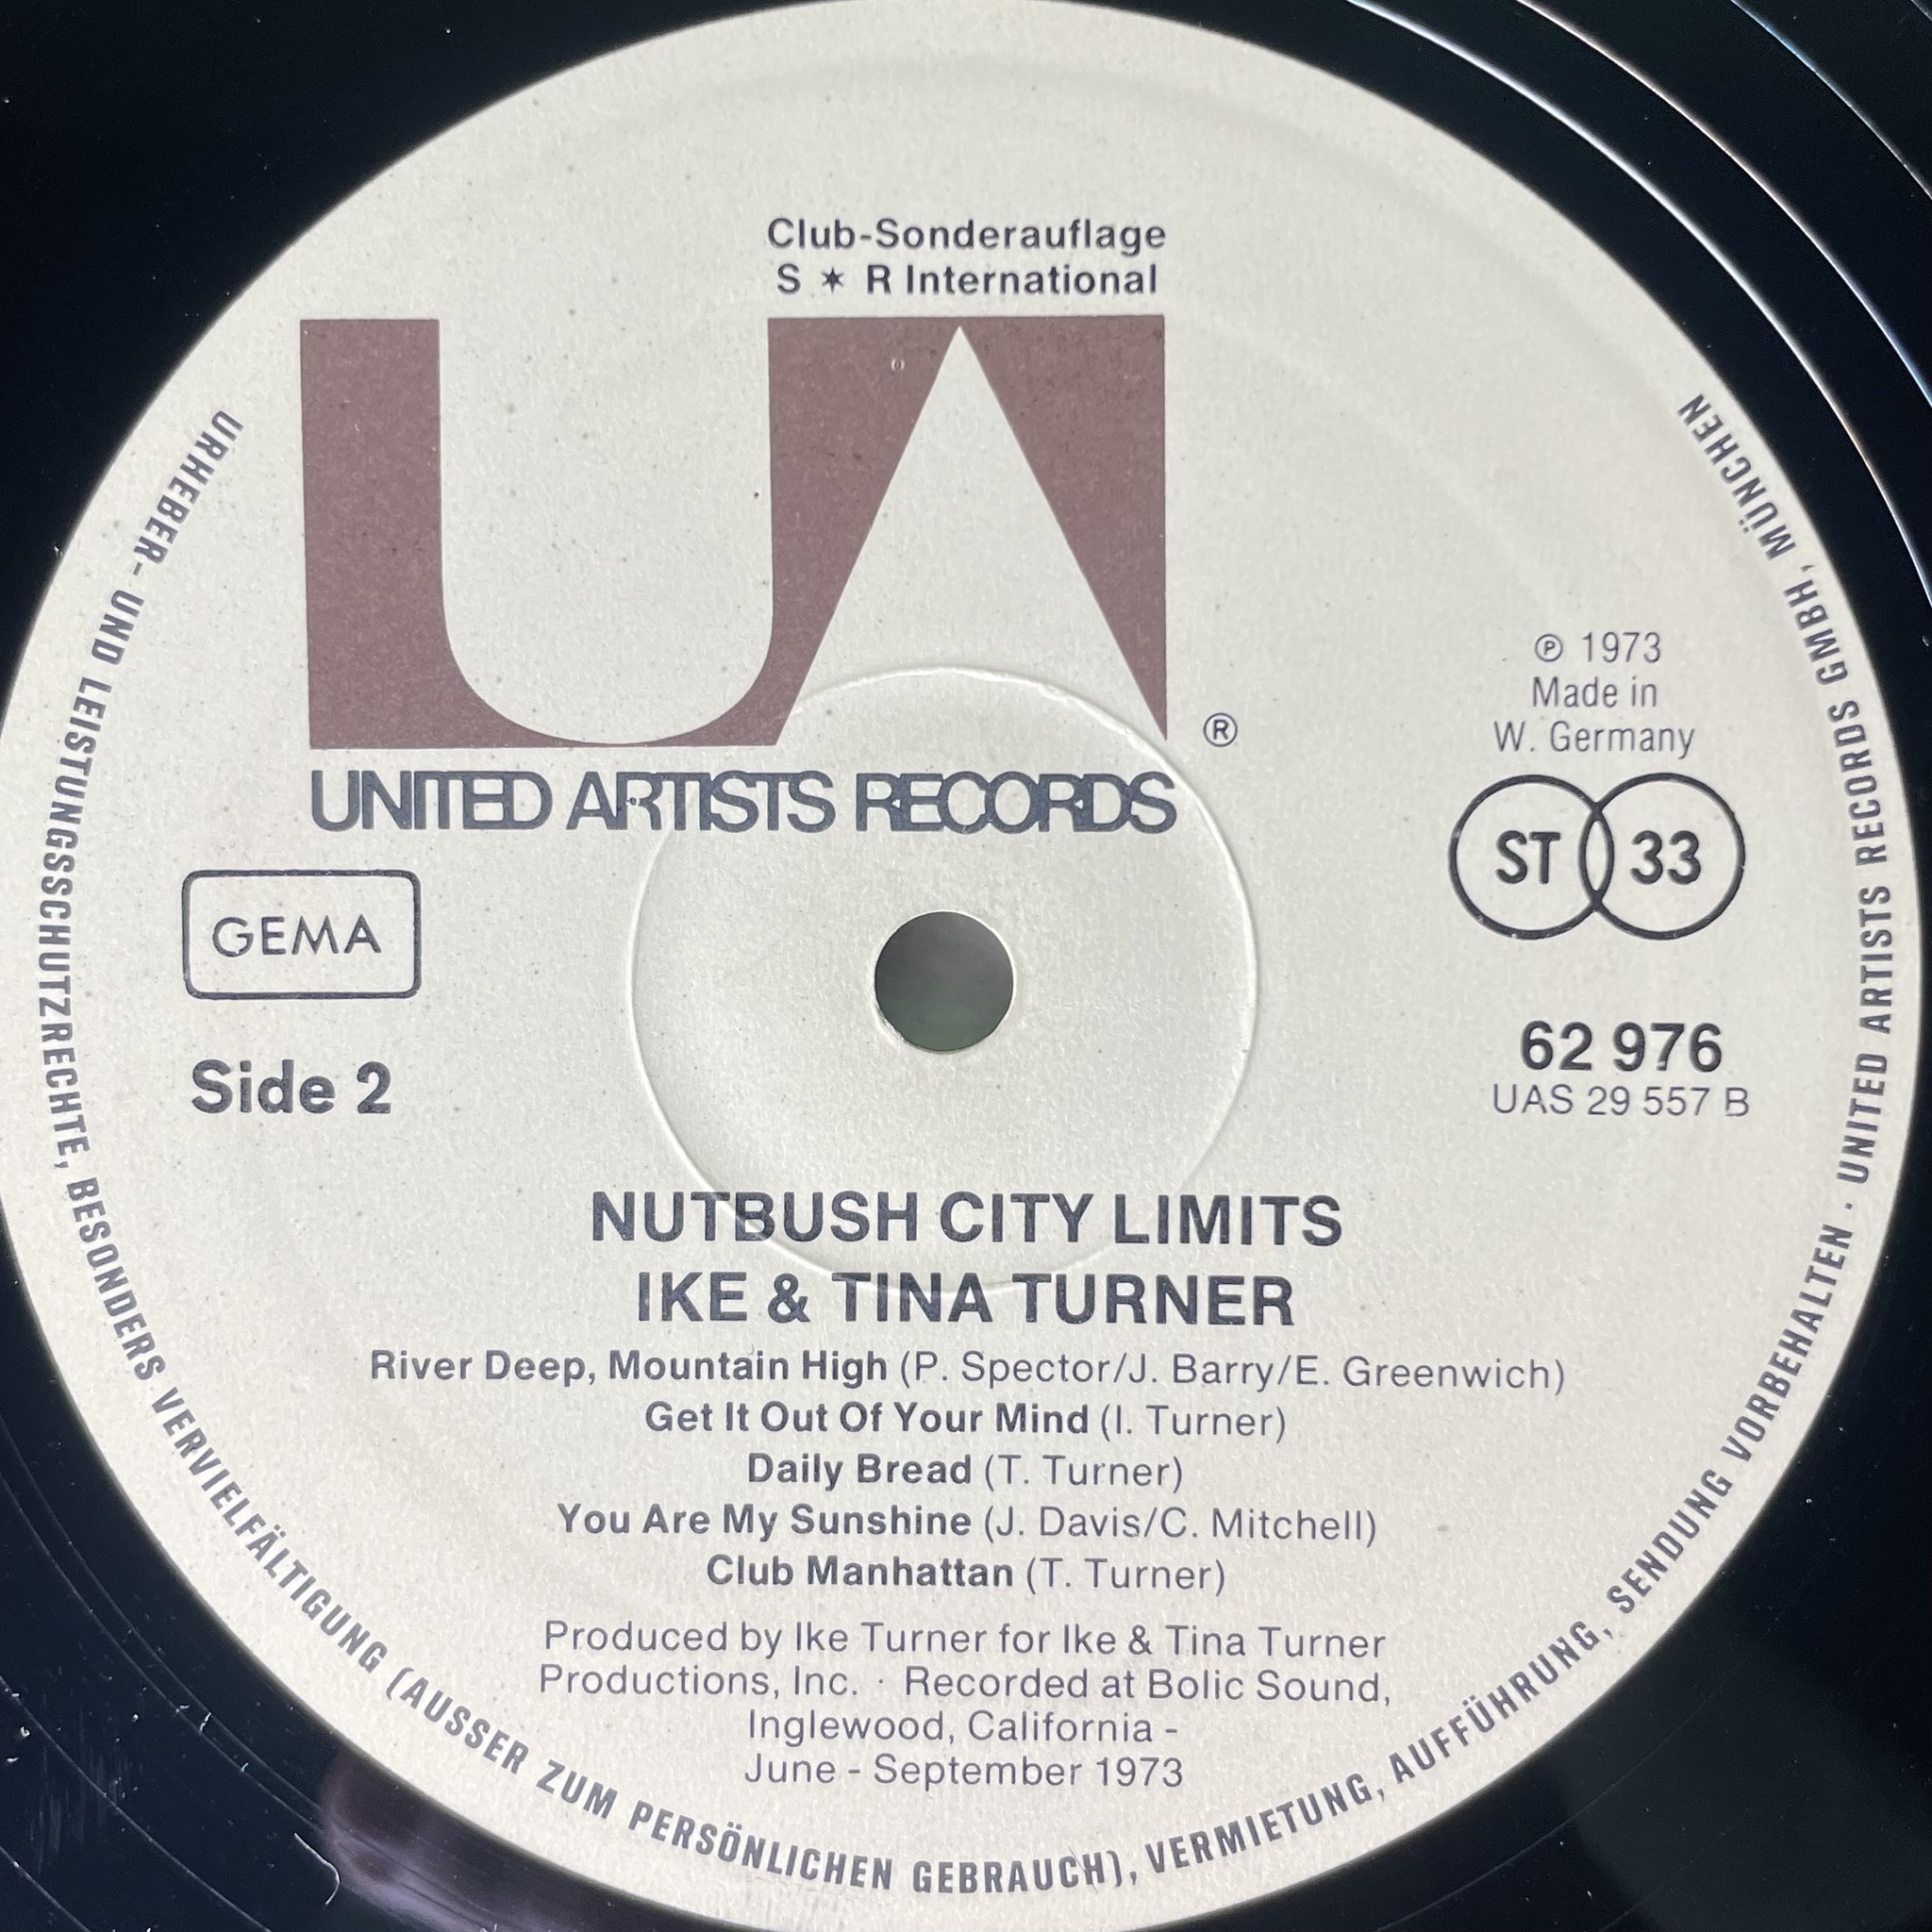 Club-Sonderauflage
S ✶ R International
UA
®
UNITED ARTISTS RECORDS
GEMA
Side 2
℗ 1973
Made in
W. Germany
ST 33
62 976
UAS 29 557 B
NUTBUSH CITY LIMITS
IKE & TINA TURNER
River Deep, Mountain High (P. Spector/J. Barry/E. Greenwich)
Get It Out Of Your Mind (I. Turner)
Daily Bread (T. Turner)
You Are My Sunshine (J. Davis/C. Mitchell)
Club Manhattan (T. Turner)
Produced by Ike Turner for Ike & Tina Turner
Productions, Inc. · Recorded at Bolic Sound,
Inglewood, California -
June - September 1973
URHEBER- UND LEISTUNGSSCHUTZRECHTE, BESONDERS VERVIELFÄLTIGUNG (AUSSER ZUM PERSÖNLICHEN GEBRAUCH), VERMIETUNG, AUFFÜHRUNG, SENDUNG VORBEHALTEN · UNITED ARTISTS RECORDS GMBH, MÜNCHEN